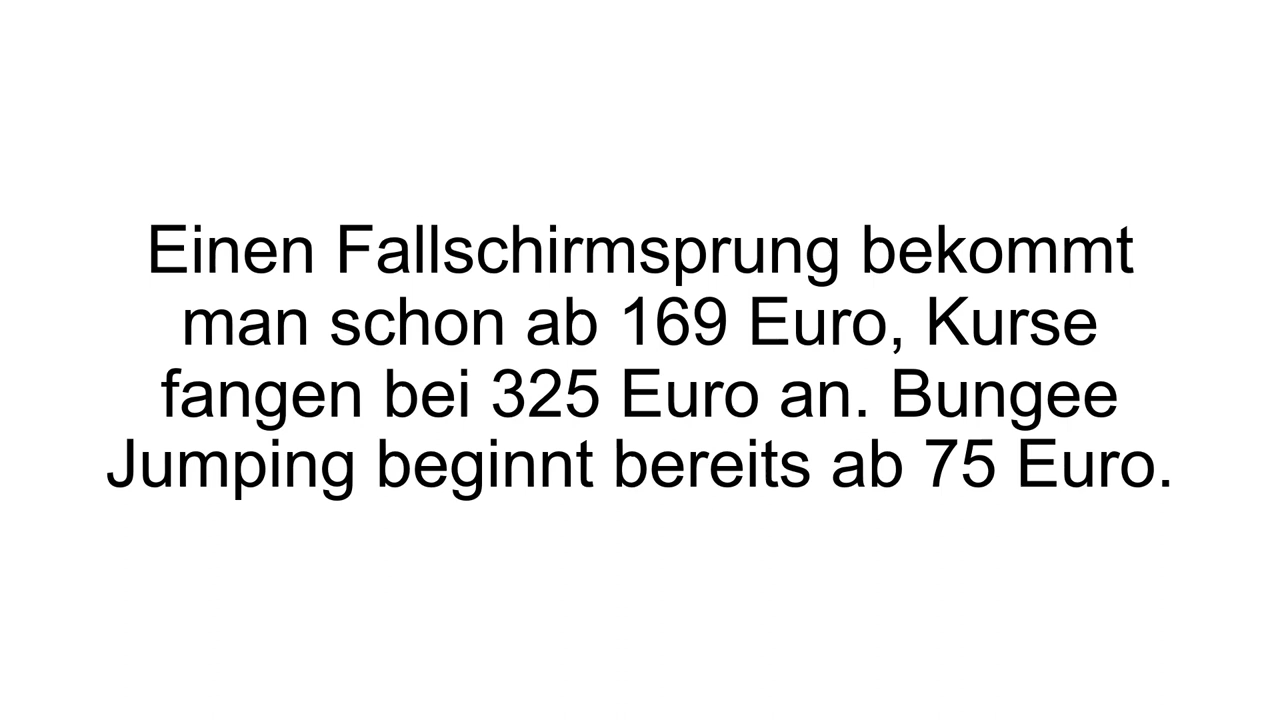 Einen Fallschirmsprung bekommt
man schon ab 169 Euro, Kurse
fangen bei 325 Euro an. Bungee
Jumping beginnt bereits ab 75 Euro.